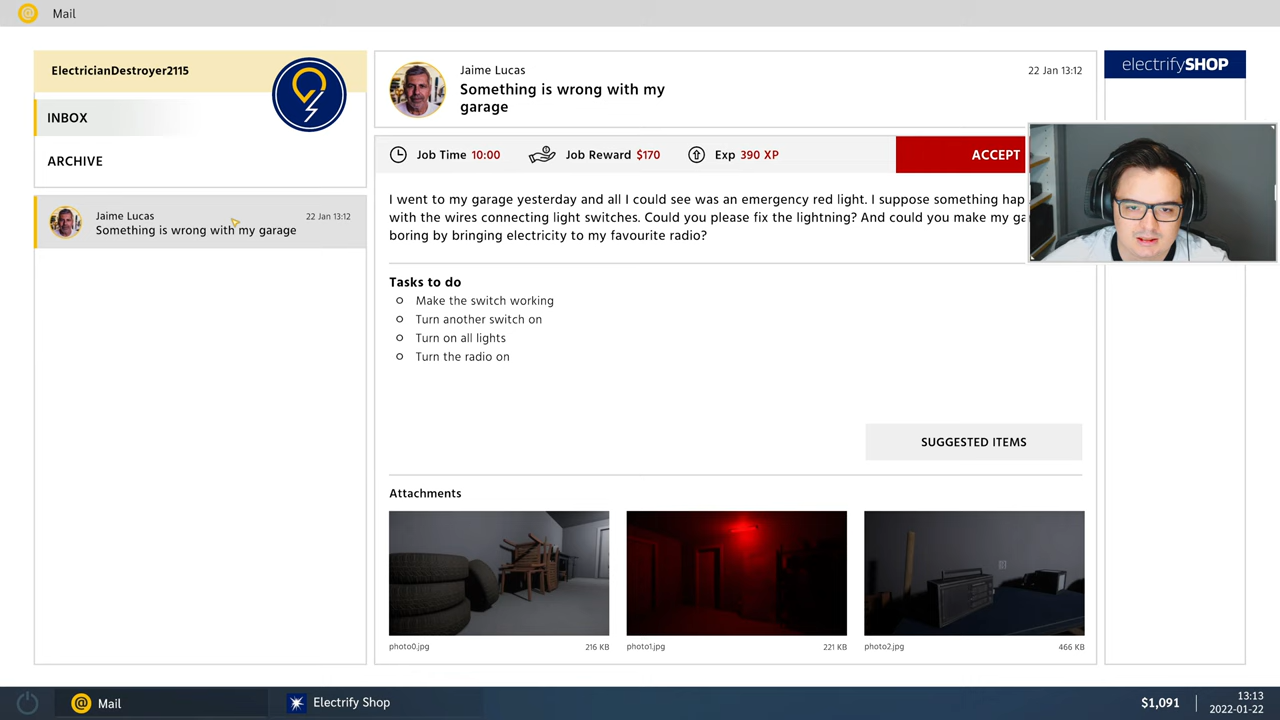 Mail
ElectricianDestroyer2115
INBOX
ARCHIVE
Jaime Lucas
22 Jan 13:12
Something is wrong with my garage
Jaime Lucas
22 Jan 13:12
Something is wrong with my
garage
Job Time 10:00
Job Reward $170
Exp 390 XP
ACCEPT
I went to my garage yesterday and all I could see was an emergency red light. I suppose something hap
with the wires connecting light switches. Could you please fix the lightning? And could you make my ga
boring by bringing electricity to my favourite radio?
Tasks to do
Make the switch working
Turn another switch on
Turn on all lights
Turn the radio on
SUGGESTED ITEMS
Attachments
photo0.jpg
216 KB
photo1.jpg
221 KB
photo2.jpg
466 KB
electrifySHOP
Mail
Electrify Shop
$1,091
13:13
2022-01-22